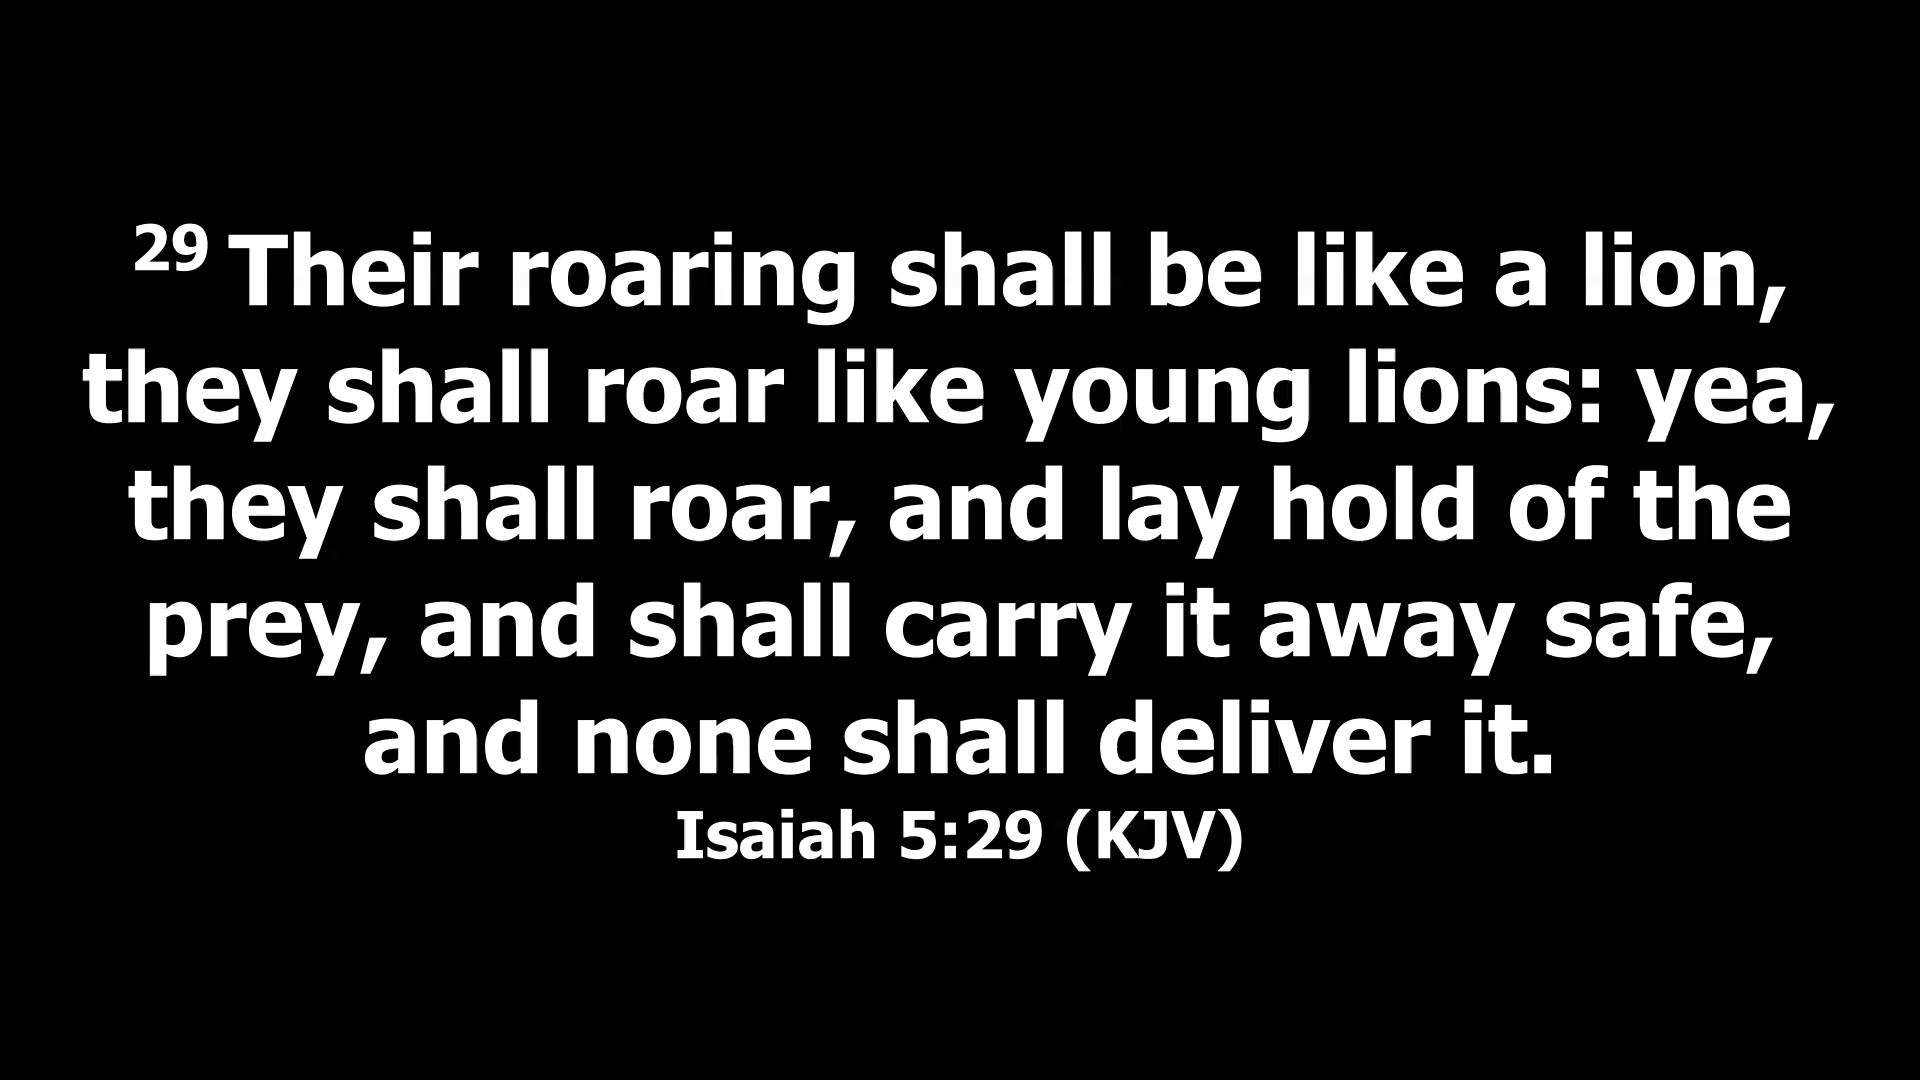 29 Their roaring shall be like a lion,
they shall roar like young lions: yea,
they shall roar, and lay hold of the
prey, and shall carry it away safe,
and none shall deliver it.
Isaiah 5:29 (KJV)